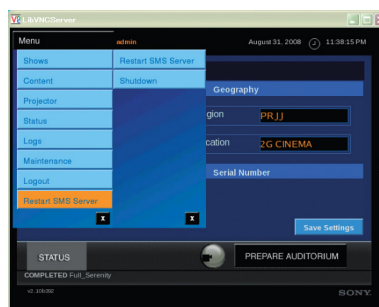 LibVNCServer
Menu admin August 31, 2008 11:38:15 PM
Shows Restart SMS Server
Content Shutdown
Geography
Projector
gion PRJJ
Status
Logs
cation 2G CINEMA
Maintenance
Serial Number
Logout
Restart SMS Server
x x
Save Settings
STATUS PREPARE AUDITORIUM
COMPLETED Full_Serenity
SONY